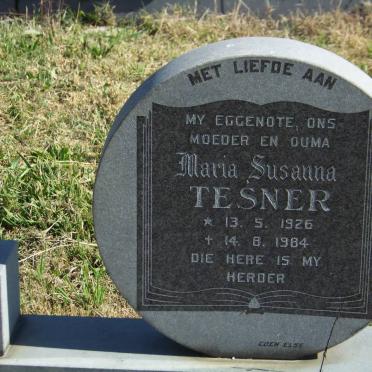 MET LIEFDE AAN
MY EGGENOTE, ONS
MOEDER EN OUMA
Maria Susanna
TESNER
* 13. 5. 1926
+ 14. 8. 1984
DIE HERE IS MY
HERDER